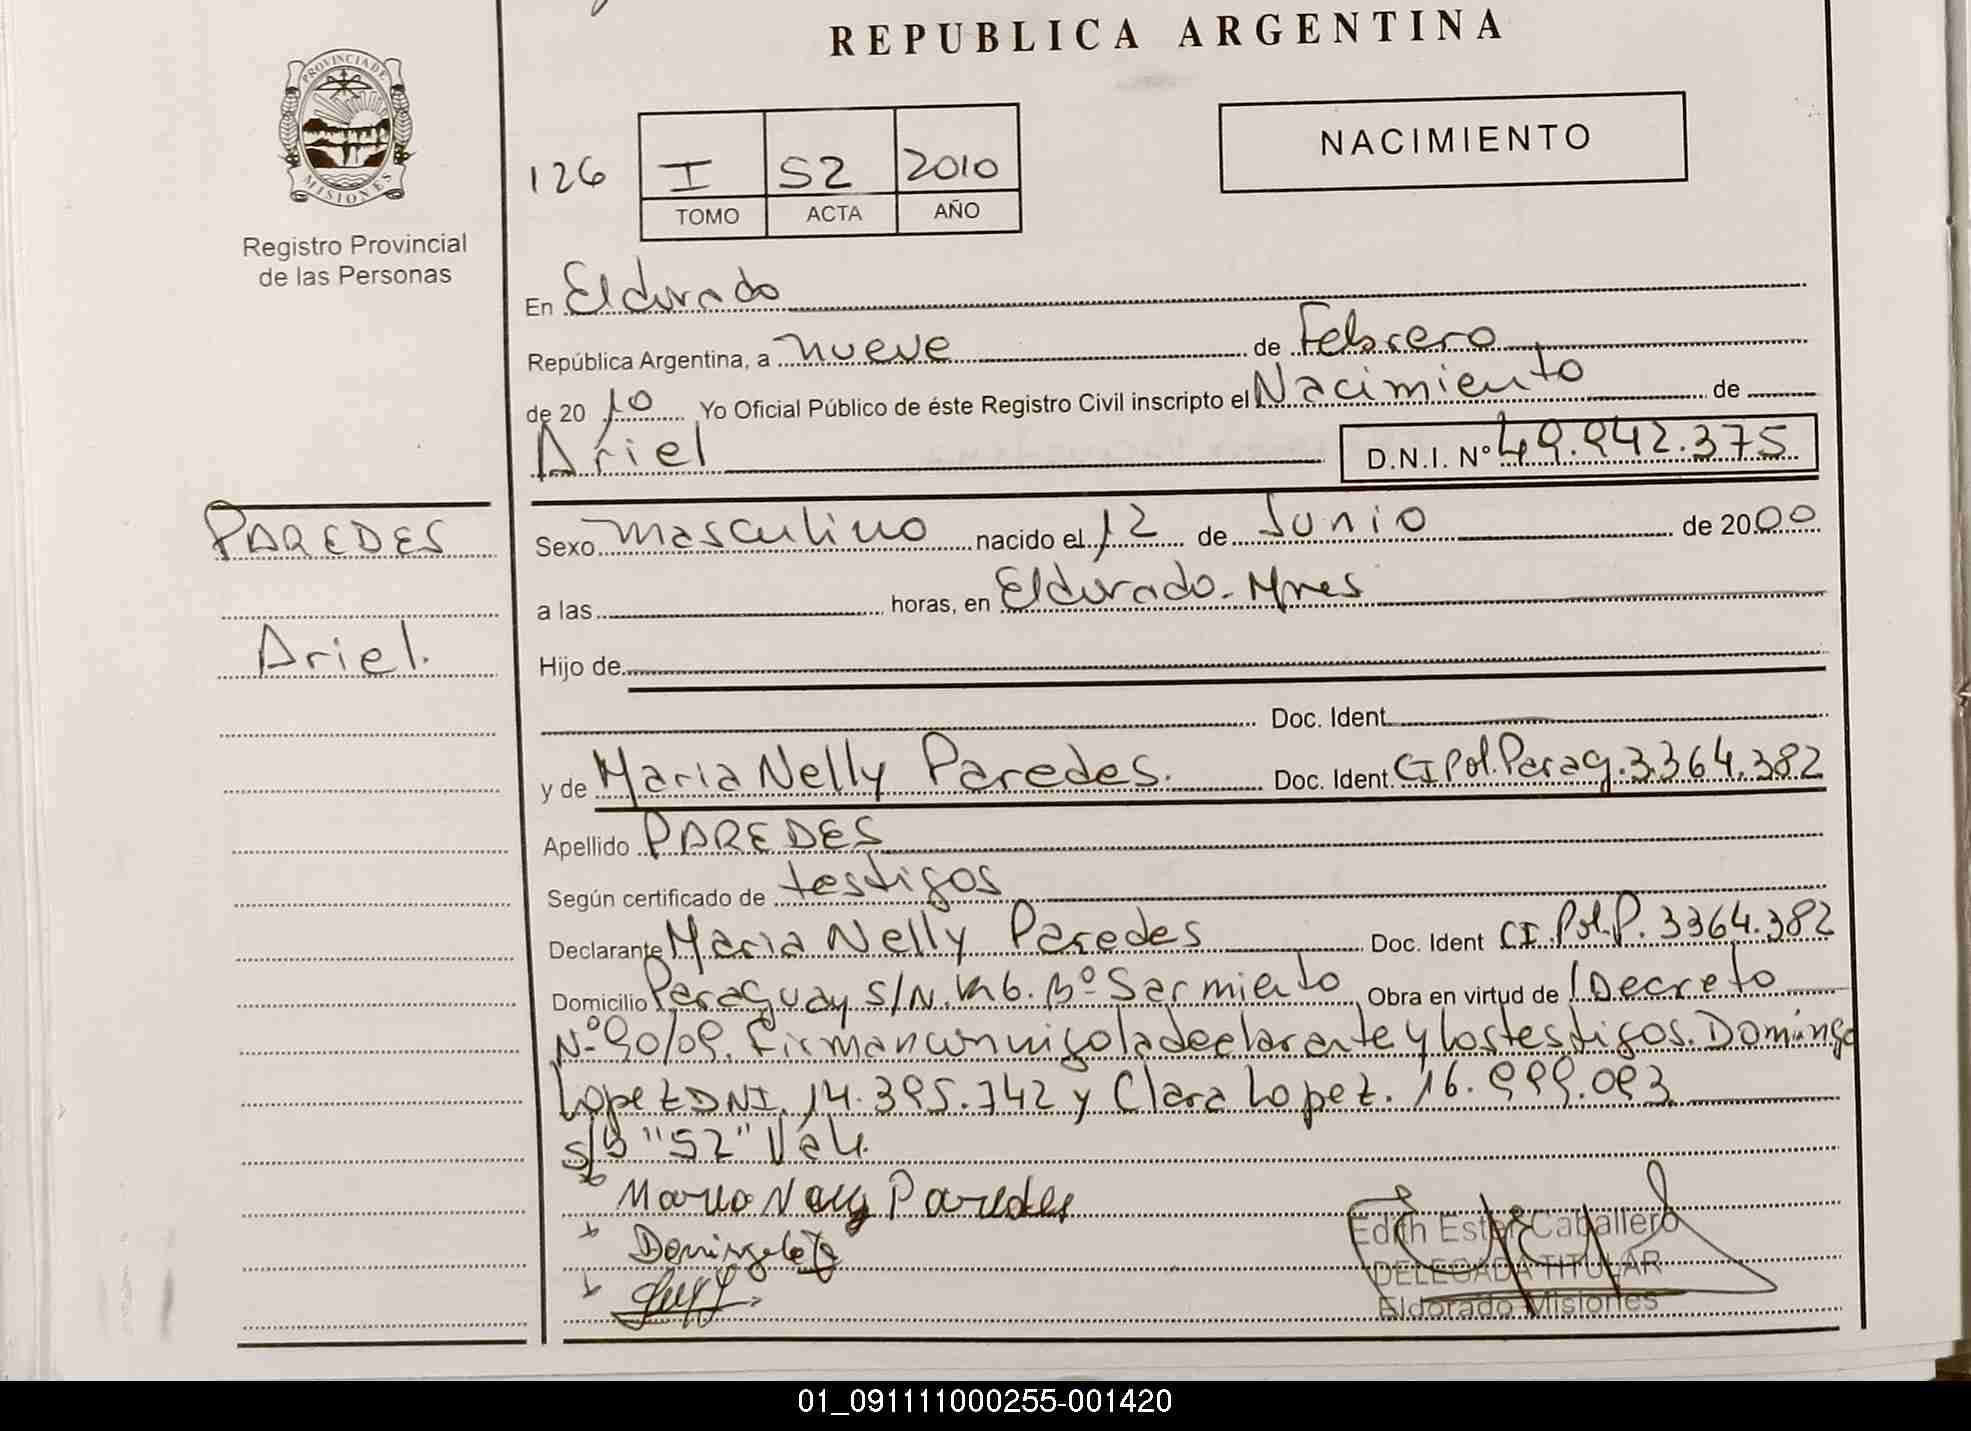 REPUBLICA ARGENTINA
PROVINCIA DE
MISIONES
Registro Provincial
de las Personas
126
I S2 2010
TOMO ACTA AÑO
NACIMIENTO
En Eldorado
República Argentina, a nueve de Febrero
de 20 10 Yo Oficial Público de éste Registro Civil inscripto el Nacimiento de
Ariel D.N.I. Nº 49.942.375
PAREDES
Ariel.
Sexo masculino nacido el 12 de Junio de 2000
a las horas, en Eldorado - Mnes
Hijo de
Doc. Ident.
y de Maria Nelly Paredes. Doc. Ident. CI Pol. Parag. 3.364.382
Apellido PAREDES
Según certificado de testigos
Declarante Maria Nelly Paredes Doc. Ident CI. Pol. P. 3364.382
Domicilio Paraguay S/N. Km 6. Bº Sarmiento Obra en virtud de / Decreto
Nº 90/09. Firman conmigo la declarante y los testigos. Domingo
Lopez DNI. 14.395.742 y Clara Lopez. 16.999.093
s/b "52" Vale.
Maria Nelly Paredes
Edith Ester Caballero
DELEGADA TITULAR
Eldorado Misiones
01_091111000255-001420